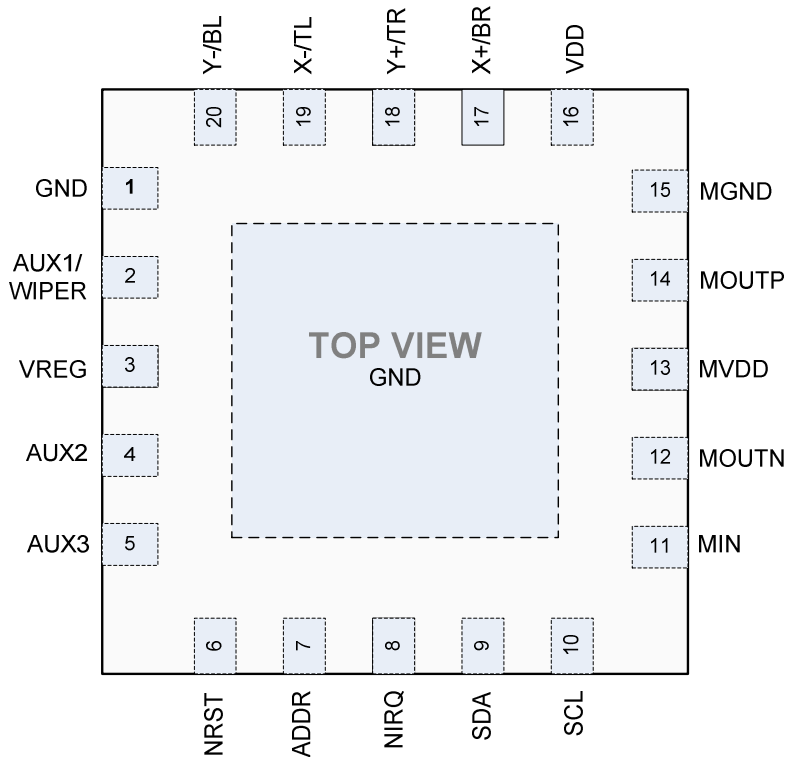 Y-/BL
X-/TL
Y+/TR
X+/BR
VDD
20
19
18
17
16
GND
1
15
MGND
AUX1/
WIPER
2
14
MOUTP
TOP VIEW
GND
VREG
3
13
MVDD
AUX2
4
12
MOUTN
AUX3
5
11
MIN
6
7
8
9
10
NRST
ADDR
NIRQ
SDA
SCL